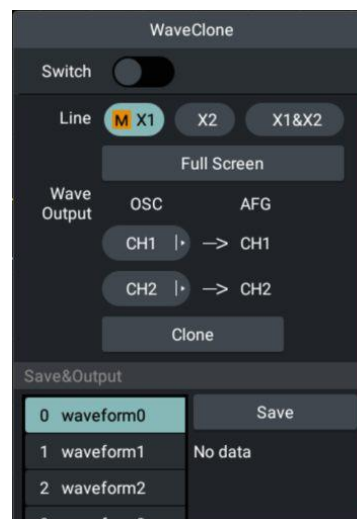 WaveClone
Switch
Line M X1 X2 X1&X2
Full Screen
Wave Output OSC AFG
CH1 —> CH1
CH2 —> CH2
Clone
Save&Output
0 waveform0 Save
1 waveform1 No data
2 waveform2